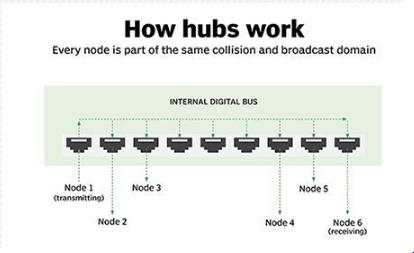 How hubs work
Every node is part of the same collision and broadcast domain
INTERNAL DIGITAL BUS
Node 1
(transmitting)
Node 2
Node 3
Node 4
Node 5
Node 6
(receiving)